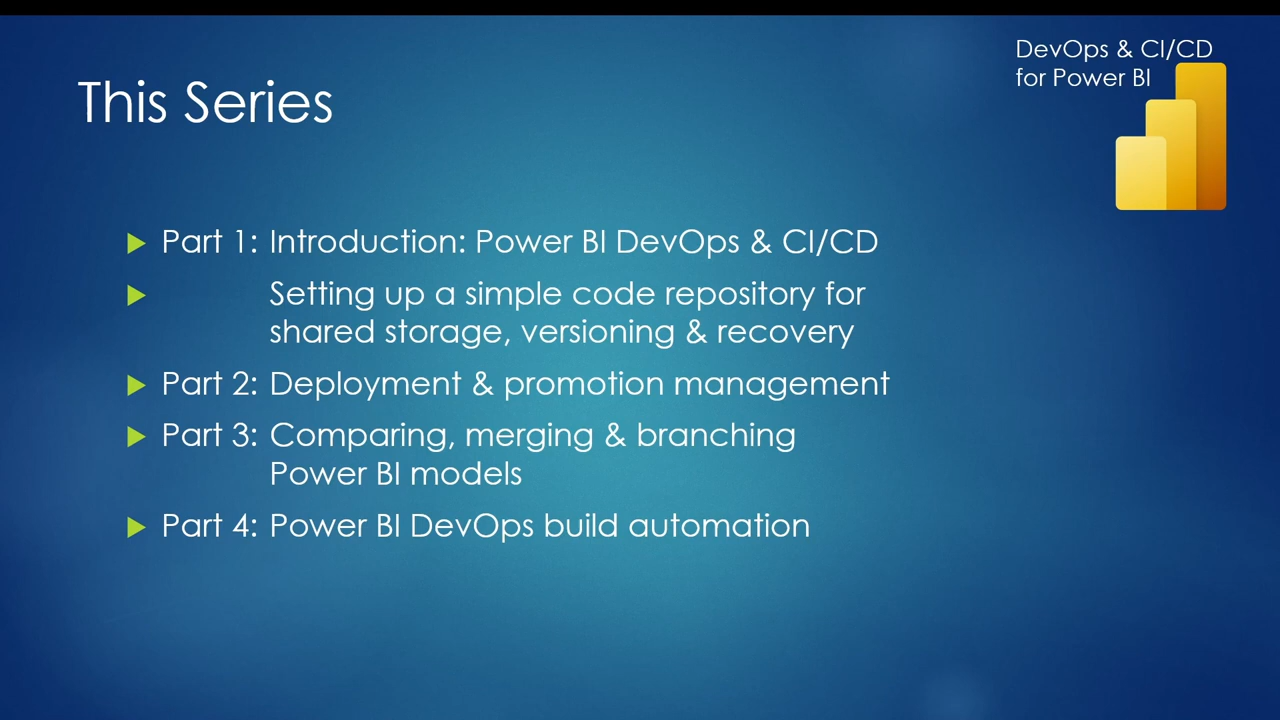 DevOps & CI/CD
for Power BI
This Series
Part 1: Introduction: Power BI DevOps & CI/CD
Setting up a simple code repository for
shared storage, versioning & recovery
Part 2: Deployment & promotion management
Part 3: Comparing, merging & branching
Power BI models
Part 4: Power BI DevOps build automation